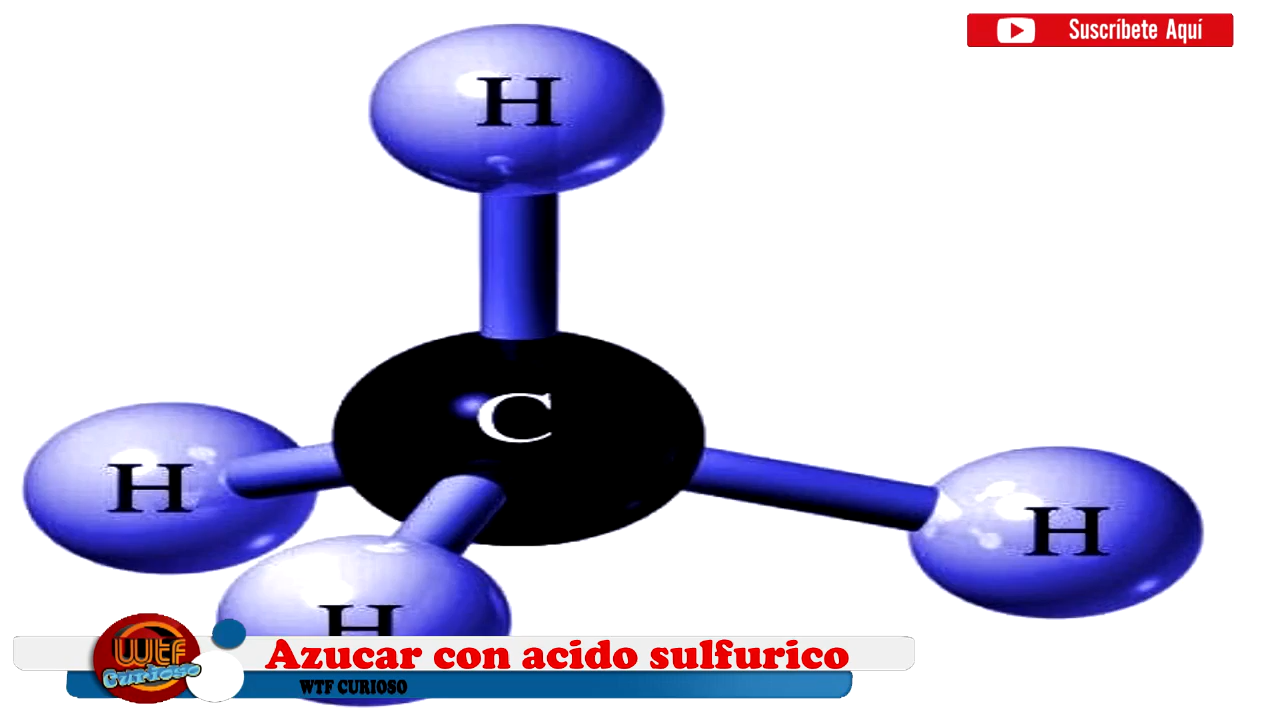 Suscríbete Aquí
H
C
H
H
H
Azucar con acido sulfurico
WTF CURIOSO
Wtf
Curioso